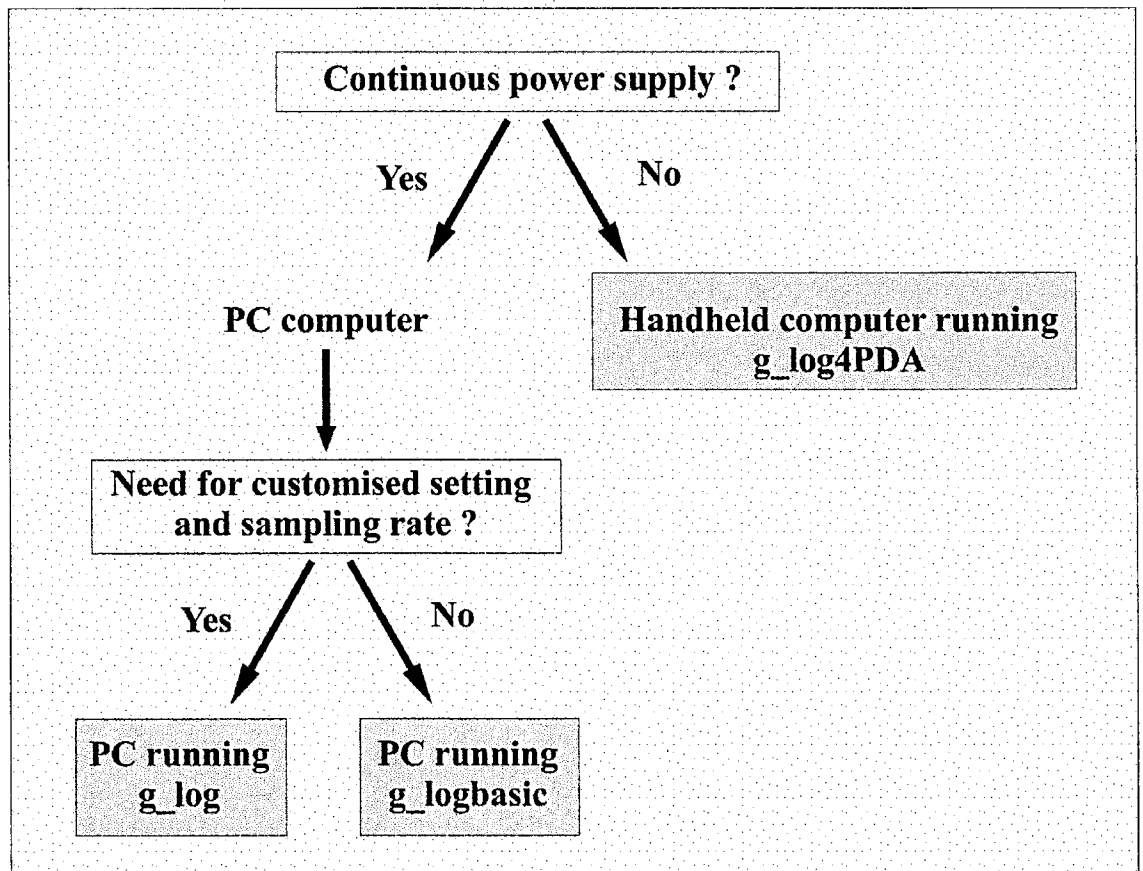 Continuous power supply ?
Yes
No
PC computer
Handheld computer running
g_log4PDA
Need for customised setting
and sampling rate ?
Yes
No
PC running
g_log
PC running
g_logbasic